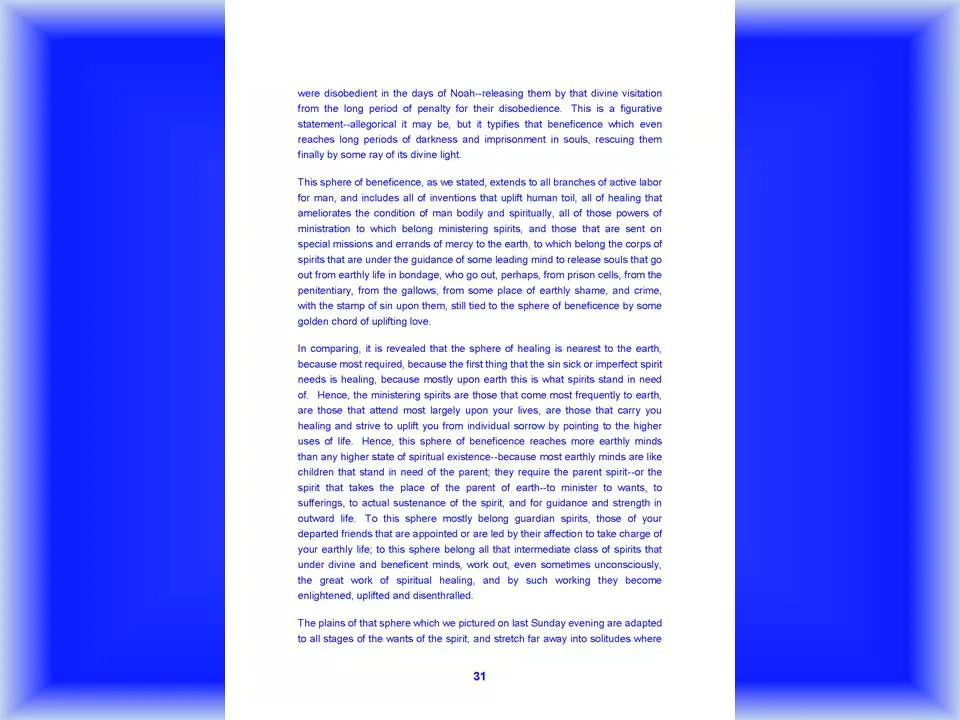 were disobedient in the days of Noah--releasing them by that divine visitation
from the long period of penalty for their disobedience. This is a figurative
statement--allegorical it may be, but it typifies that beneficence which even
reaches long periods of darkness and imprisonment in souls, rescuing them
finally by some ray of its divine light.
This sphere of beneficence, as we stated, extends to all branches of active labor
for man, and includes all of inventions that uplift human toil, all of healing that
ameliorates the condition of man bodily and spiritually, all of those powers of
ministration to which belong ministering spirits, and those that are sent on
special missions and errands of mercy to the earth, to which belong the corps of
spirits that are under the guidance of some leading mind to release souls that go
out from earthly life in bondage, who go out, perhaps, from prison cells, from the
penitentiary, from the gallows, from some place of earthly shame, and crime,
with the stamp of sin upon them, still tied to the sphere of beneficence by some
golden chord of uplifting love.
In comparing, it is revealed that the sphere of healing is nearest to the earth,
because most required, because the first thing that the sin sick or imperfect spirit
needs is healing, because mostly upon earth this is what spirits stand in need
of. Hence, the ministering spirits are those that come most frequently to earth,
are those that attend most largely upon your lives, are those that carry you
healing and strive to uplift you from individual sorrow by pointing to the higher
uses of life. Hence, this sphere of beneficence reaches more earthly minds
than any higher state of spiritual existence--because most earthly minds are like
children that stand in need of the parent; they require the parent spirit--or the
spirit that takes the place of the parent of earth--to minister to wants, to
sufferings, to actual sustenance of the spirit, and for guidance and strength in
outward life. To this sphere mostly belong guardian spirits, those of your
departed friends that are appointed or are led by their affection to take charge of
your earthly life; to this sphere belong all that intermediate class of spirits that
under divine and beneficent minds, work out, even sometimes unconsciously,
the great work of spiritual healing, and by such working they become
enlightened, uplifted and disenthralled.
The plains of that sphere which we pictured on last Sunday evening are adapted
to all stages of the wants of the spirit, and stretch far away into solitudes where
31